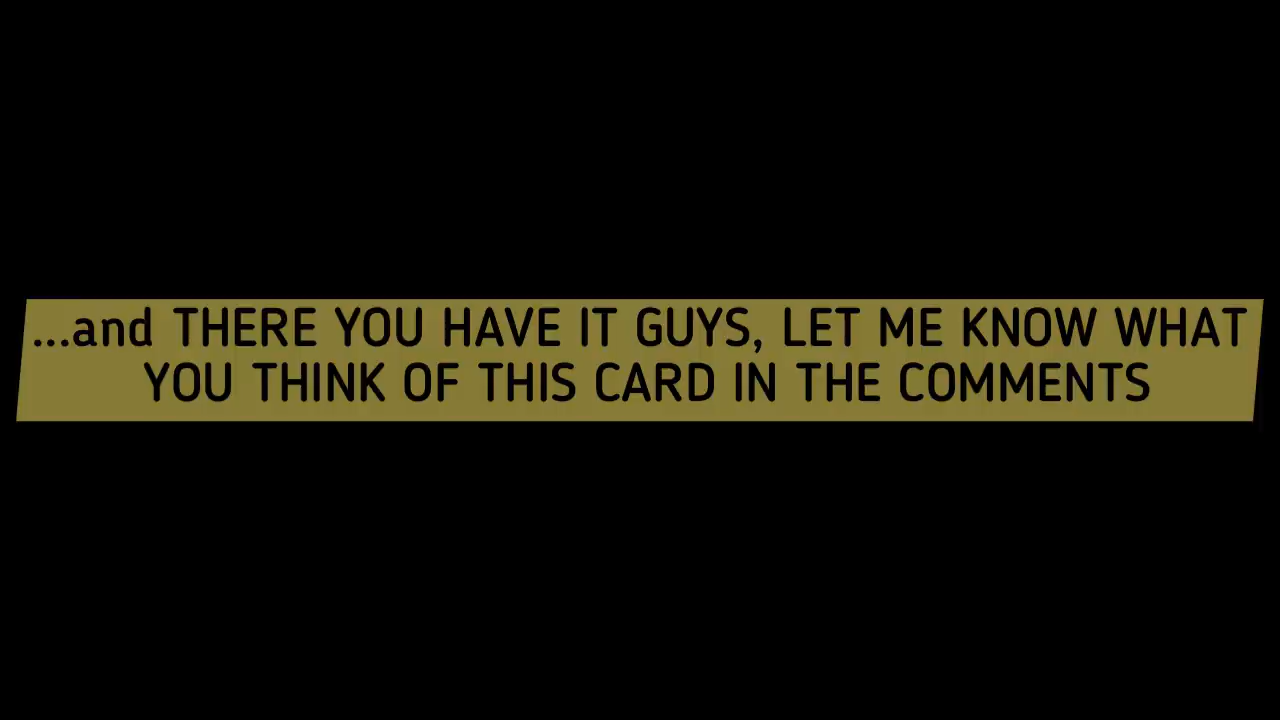 ...and THERE YOU HAVE IT GUYS, LET ME KNOW WHAT
YOU THINK OF THIS CARD IN THE COMMENTS